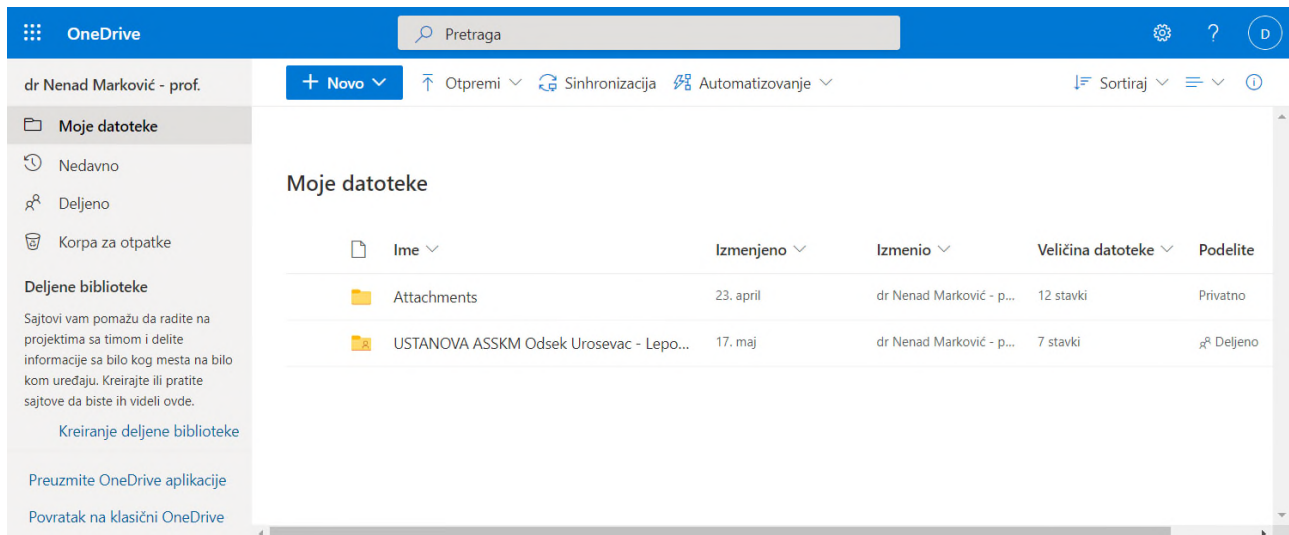 OneDrive
Pretraga
?
D
dr Nenad Marković - prof.
+ Novo
Otpremi
Sinhronizacija
Automatizovanje
Sortiraj
Moje datoteke
Nedavno
Deljeno
Korpa za otpatke
Deljene biblioteke
Sajtovi vam pomažu da radite na
projektima sa timom i delite
informacije sa bilo kog mesta na bilo
kom uređaju. Kreirajte ili pratite
sajtove da biste ih videli ovde.
Kreiranje deljene biblioteke
Preuzmite OneDrive aplikacije
Povratak na klasični OneDrive
Moje datoteke
Ime Izmenjeno Izmenio Veličina datoteke Podelite
Attachments 23. april dr Nenad Marković - p... 12 stavki Privatno
USTANOVA ASSKM Odsek Urosevac - Lepo... 17. maj dr Nenad Marković - p... 7 stavki Deljeno